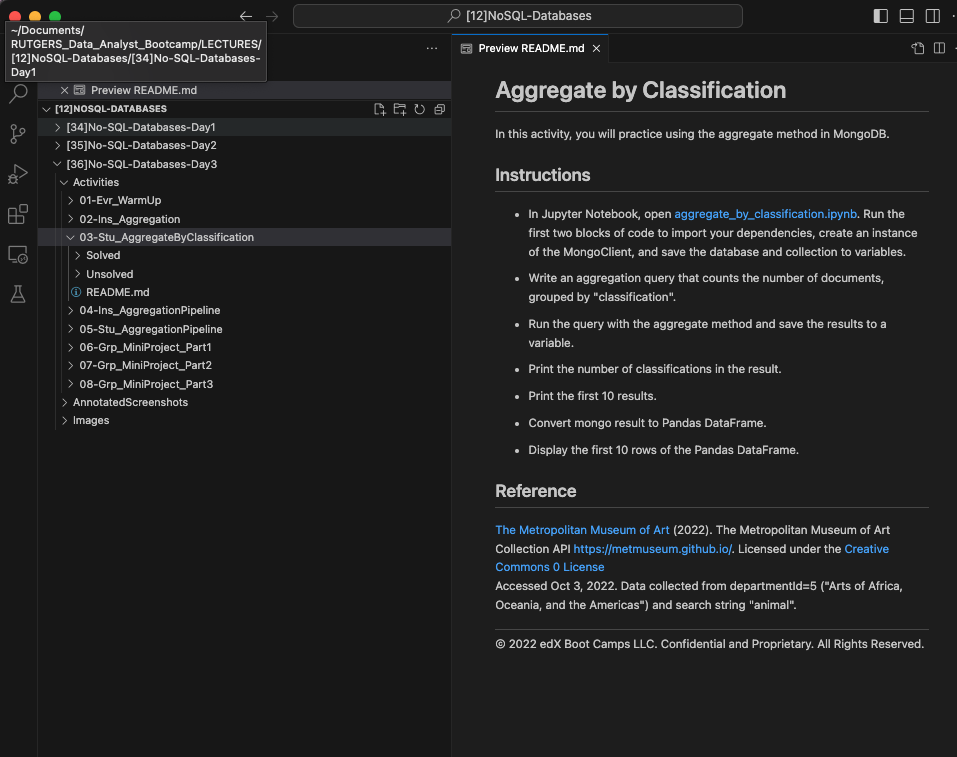 [12]NoSQL-Databases
~/Documents/
RUTGERS_Data_Analyst_Bootcamp/LECTURES/
[12]NoSQL-Databases/[34]No-SQL-Databases-
Day1
Preview README.md
[12]NOSQL-DATABASES
[34]No-SQL-Databases-Day1
[35]No-SQL-Databases-Day2
[36]No-SQL-Databases-Day3
Activities
01-Evr_WarmUp
02-Ins_Aggregation
03-Stu_AggregateByClassification
Solved
Unsolved
README.md
04-Ins_AggregationPipeline
05-Stu_AggregationPipeline
06-Grp_MiniProject_Part1
07-Grp_MiniProject_Part2
08-Grp_MiniProject_Part3
AnnotatedScreenshots
Images
Preview README.md
Aggregate by Classification
In this activity, you will practice using the aggregate method in MongoDB.
Instructions
• In Jupyter Notebook, open aggregate_by_classification.ipynb. Run the
first two blocks of code to import your dependencies, create an instance
of the MongoClient, and save the database and collection to variables.
• Write an aggregation query that counts the number of documents,
grouped by "classification".
• Run the query with the aggregate method and save the results to a
variable.
• Print the number of classifications in the result.
• Print the first 10 results.
• Convert mongo result to Pandas DataFrame.
• Display the first 10 rows of the Pandas DataFrame.
Reference
The Metropolitan Museum of Art (2022). The Metropolitan Museum of Art
Collection API https://metmuseum.github.io/. Licensed under the Creative
Commons 0 License
Accessed Oct 3, 2022. Data collected from departmentId=5 ("Arts of Africa,
Oceania, and the Americas") and search string "animal".
© 2022 edX Boot Camps LLC. Confidential and Proprietary. All Rights Reserved.